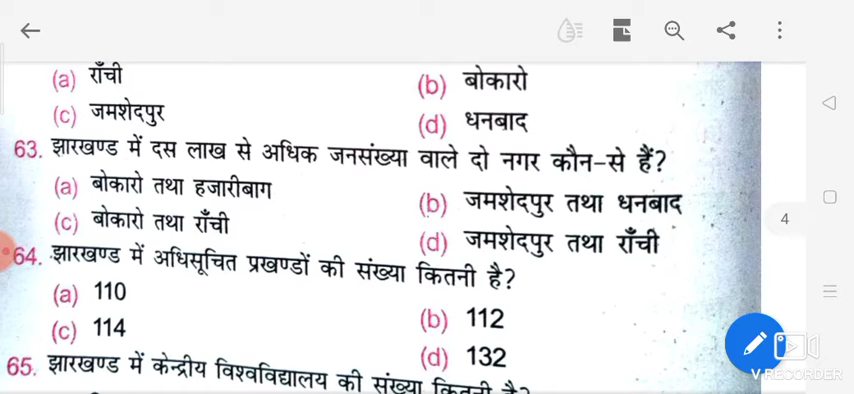 (a) राँची (b) बोकारो
(c) जमशेदपुर (d) धनबाद
63. झारखण्ड में दस लाख से अधिक जनसंख्या वाले दो नगर कौन-से हैं?
(a) बोकारो तथा हजारीबाग (b) जमशेदपुर तथा धनबाद
(c) बोकारो तथा राँची (d) जमशेदपुर तथा राँची
64. झारखण्ड में अधिसूचित प्रखण्डों की संख्या कितनी है?
(a) 110 (b) 112
(c) 114 (d) 132
65. झारखण्ड में केन्द्रीय विश्वविद्यालय की संख्या कितनी है?
4
V RECORDER